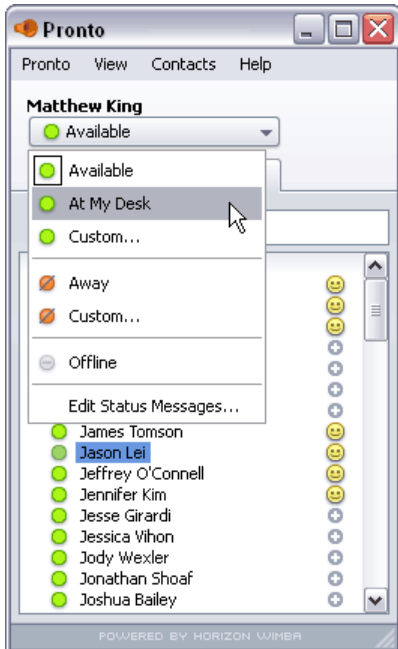 Pronto
Pronto View Contacts Help
Matthew King
Available
Available
At My Desk
Custom...
Away
Custom...
Offline
Edit Status Messages...
James Tomson
Jason Lei
Jeffrey O'Connell
Jennifer Kim
Jesse Girardi
Jessica Vihon
Jody Wexler
Jonathan Shoaf
Joshua Bailey
POWERED BY HORIZON WIMBA